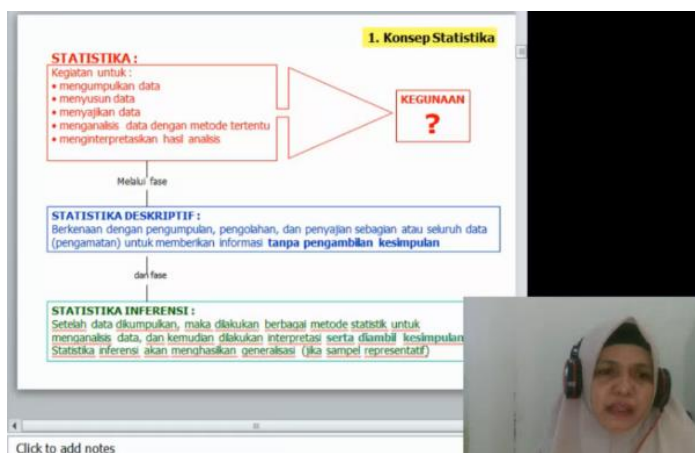 1. Konsep Statistika
STATISTIKA :
Kegiatan untuk :
• mengumpulkan data
• menyusun data
• menyajikan data
• menganalisis data dengan metode tertentu
• menginterpretasikan hasil analisis
KEGUNAAN
?
Melalui fase
STATISTIKA DESKRIPTIF :
Berkenaan dengan pengumpulan, pengolahan, dan penyajian sebagian atau seluruh data
(pengamatan) untuk memberikan informasi tanpa pengambilan kesimpulan
dan fase
STATISTIKA INFERENSI :
Setelah data dikumpulkan, maka dilakukan berbagai metode statistik untuk
menganalisis data, dan kemudian dilakukan interpretasi serta diambil kesimpulan
Statistika inferensi akan menghasilkan generalisasi (jika sampel representatif)
Click to add notes